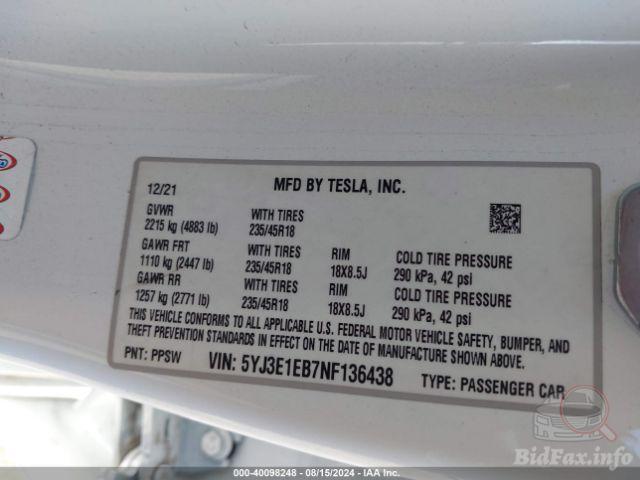 12/21 MFD BY TESLA, INC.
GVWR WITH TIRES
2215 kg (4883 lb) 235/45R18
GAWR FRT WITH TIRES RIM COLD TIRE PRESSURE
1110 kg (2447 lb) 235/45R18 18X8.5J 290 kPa, 42 psi
GAWR RR WITH TIRES RIM COLD TIRE PRESSURE
1257 kg (2771 lb) 235/45R18 18X8.5J 290 kPa, 42 psi
THIS VEHICLE CONFORMS TO ALL APPLICABLE U.S. FEDERAL MOTOR VEHICLE SAFETY, BUMPER, AND
THEFT PREVENTION STANDARDS IN EFFECT ON THE DATE OF MANUFACTURE SHOWN ABOVE.
PNT: PPSW VIN: 5YJ3E1EB7NF136438 TYPE: PASSENGER CAR
BidFax.info
000-40098248 - 08/15/2024 - IAA Inc.